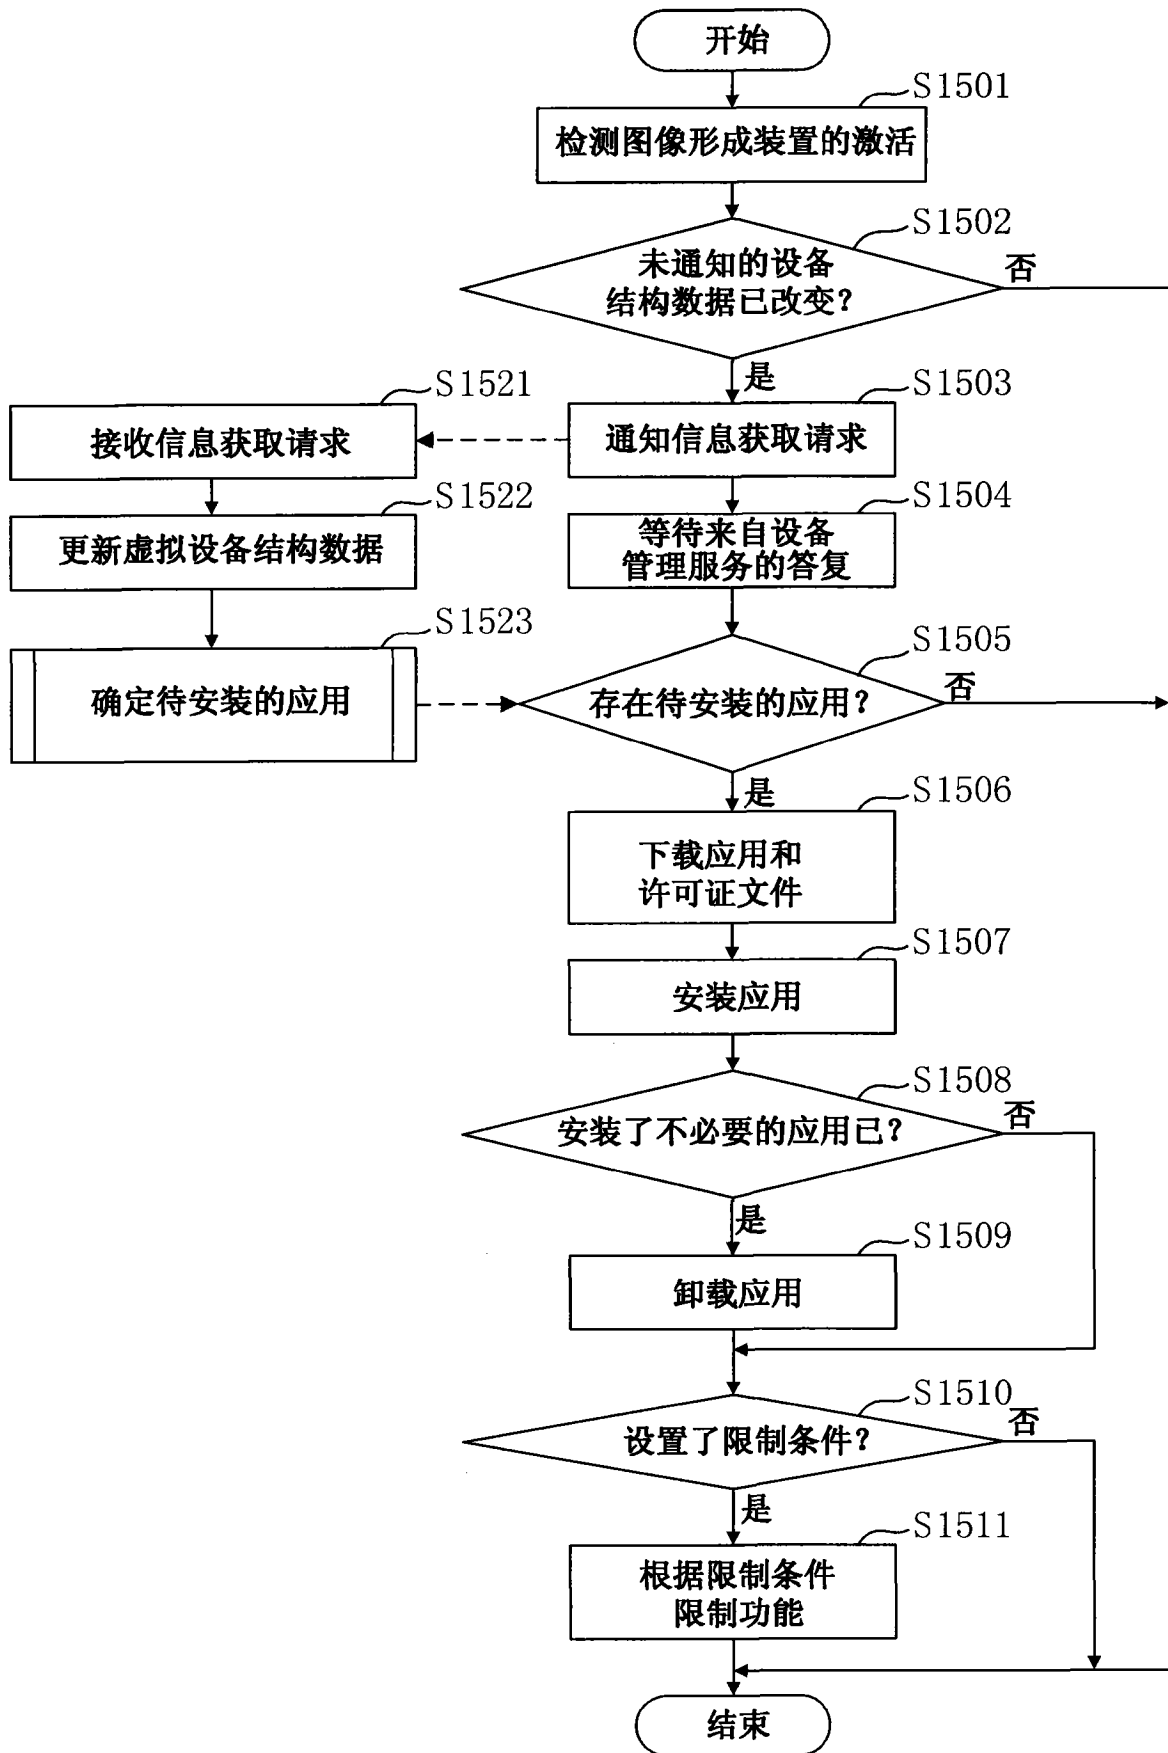 开始
S1501
检测图像形成装置的激活
S1502
未通知的设备
结构数据已改变?
否
是
S1521
接收信息获取请求
S1503
通知信息获取请求
S1522
更新虚拟设备结构数据
S1504
等待来自设备
管理服务的答复
S1523
确定待安装的应用
S1505
存在待安装的应用?
否
是
S1506
下载应用和
许可证文件
S1507
安装应用
S1508
安装了不必要的应用已?
否
是
S1509
卸载应用
S1510
设置了限制条件?
否
是
S1511
根据限制条件
限制功能
结束